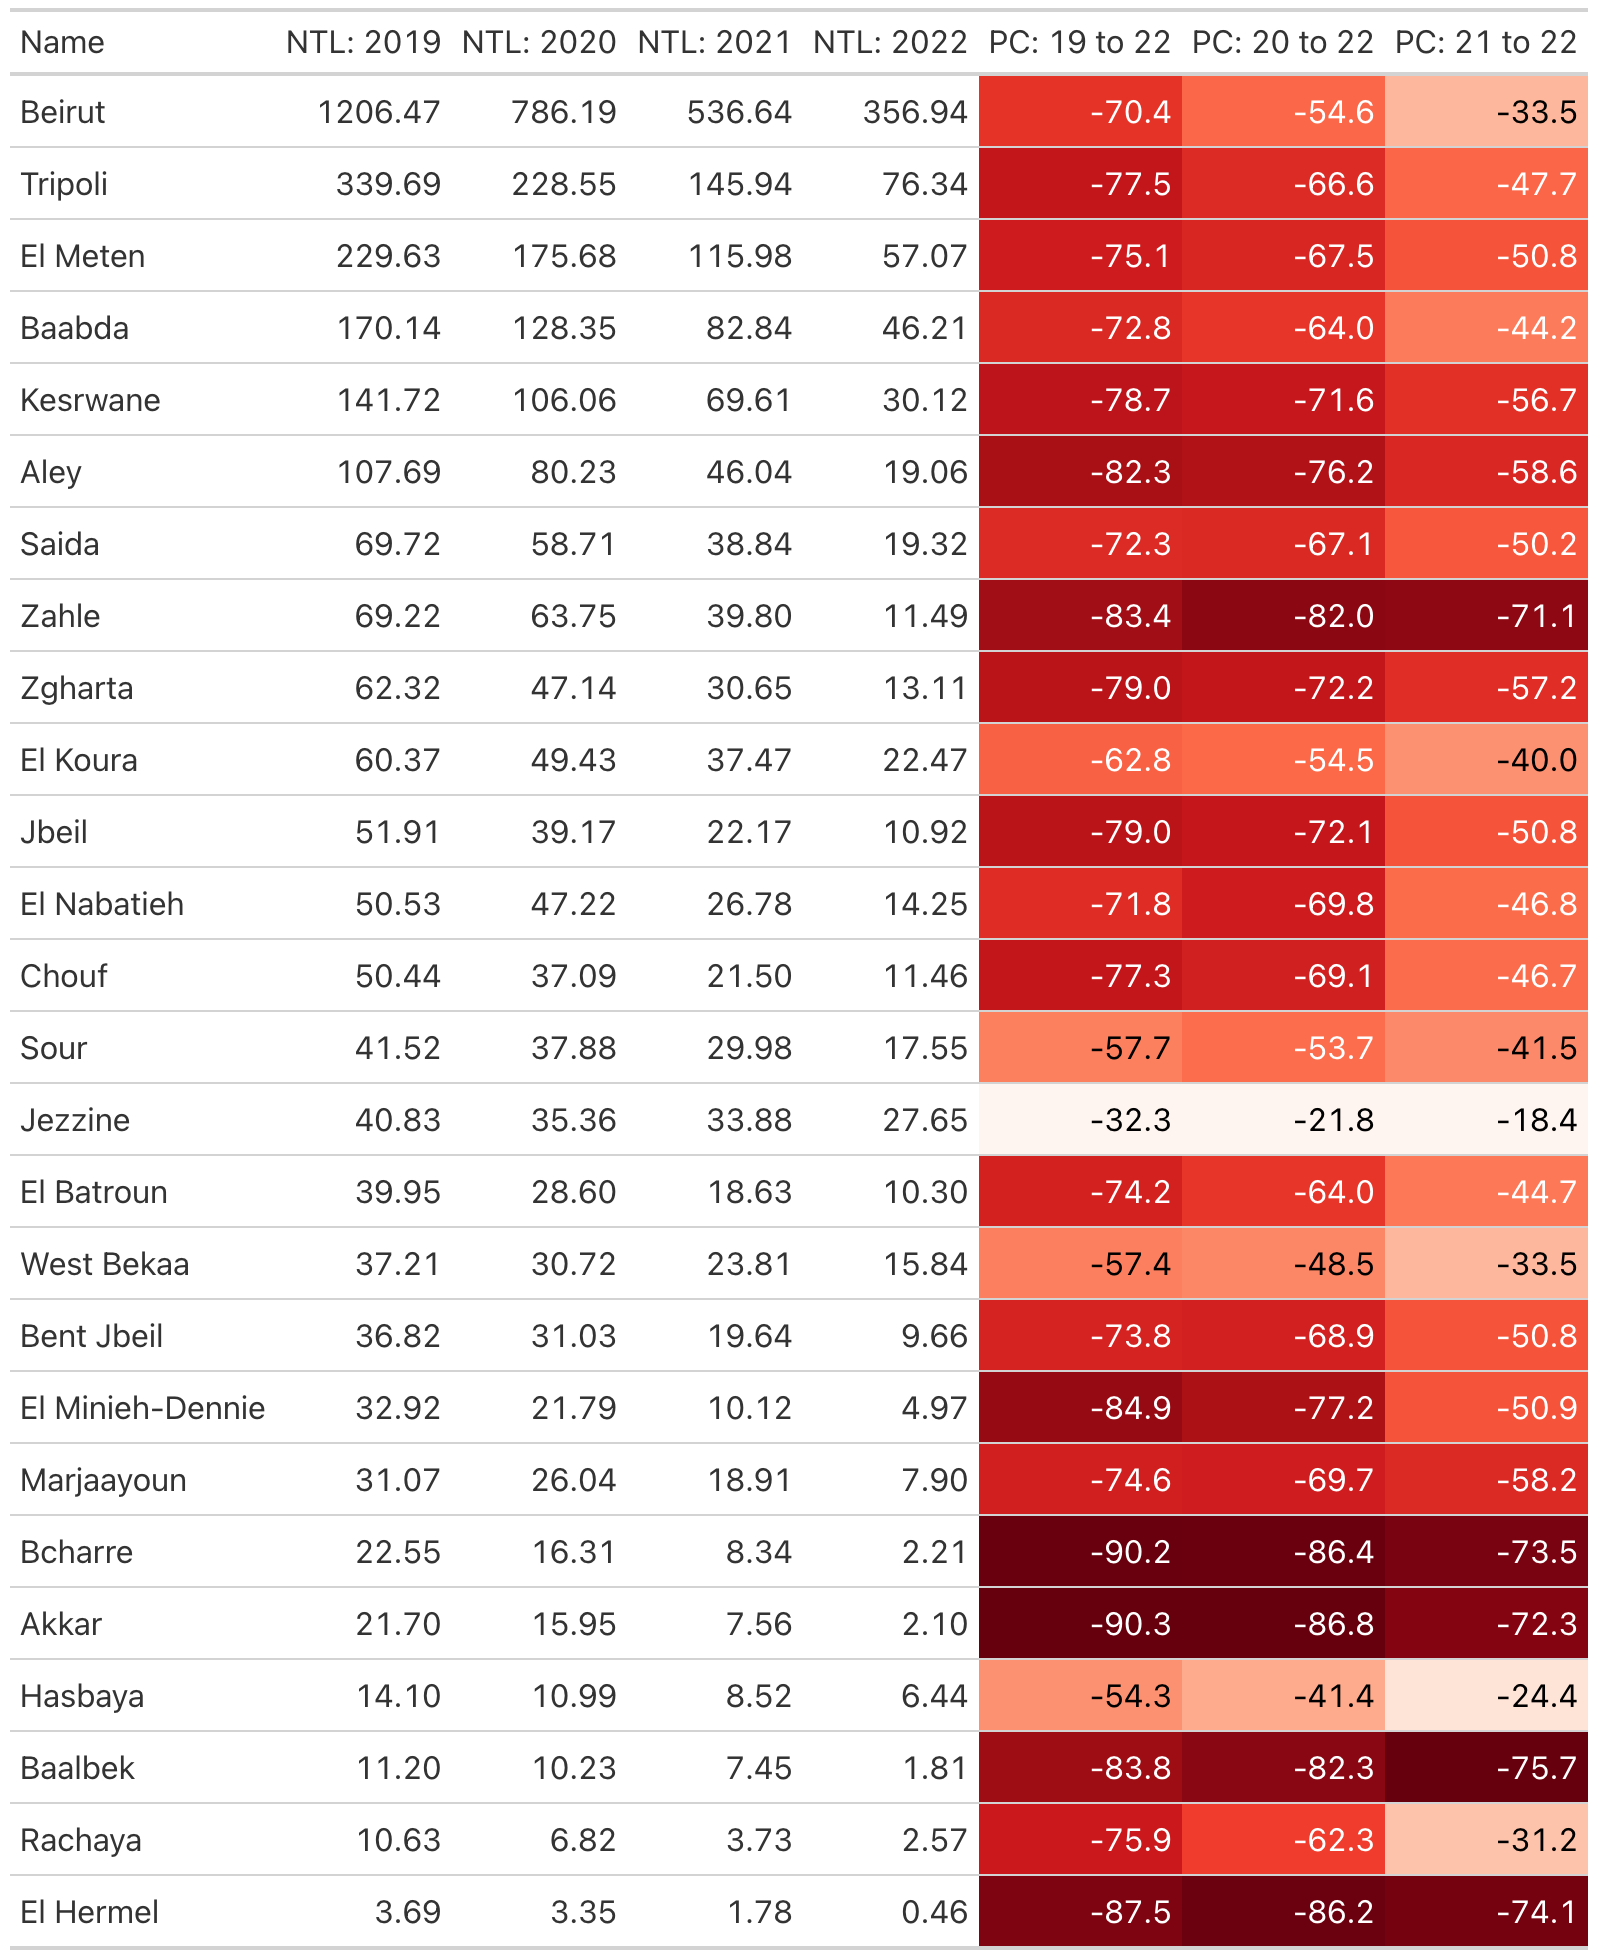 Name NTL: 2019 NTL: 2020 NTL: 2021 NTL: 2022 PC: 19 to 22 PC: 20 to 22 PC: 21 to 22
Beirut 1206.47 786.19 536.64 356.94 -70.4 -54.6 -33.5
Tripoli 339.69 228.55 145.94 76.34 -77.5 -66.6 -47.7
El Meten 229.63 175.68 115.98 57.07 -75.1 -67.5 -50.8
Baabda 170.14 128.35 82.84 46.21 -72.8 -64.0 -44.2
Kesrwane 141.72 106.06 69.61 30.12 -78.7 -71.6 -56.7
Aley 107.69 80.23 46.04 19.06 -82.3 -76.2 -58.6
Saida 69.72 58.71 38.84 19.32 -72.3 -67.1 -50.2
Zahle 69.22 63.75 39.80 11.49 -83.4 -82.0 -71.1
Zgharta 62.32 47.14 30.65 13.11 -79.0 -72.2 -57.2
El Koura 60.37 49.43 37.47 22.47 -62.8 -54.5 -40.0
Jbeil 51.91 39.17 22.17 10.92 -79.0 -72.1 -50.8
El Nabatieh 50.53 47.22 26.78 14.25 -71.8 -69.8 -46.8
Chouf 50.44 37.09 21.50 11.46 -77.3 -69.1 -46.7
Sour 41.52 37.88 29.98 17.55 -57.7 -53.7 -41.5
Jezzine 40.83 35.36 33.88 27.65 -32.3 -21.8 -18.4
El Batroun 39.95 28.60 18.63 10.30 -74.2 -64.0 -44.7
West Bekaa 37.21 30.72 23.81 15.84 -57.4 -48.5 -33.5
Bent Jbeil 36.82 31.03 19.64 9.66 -73.8 -68.9 -50.8
El Minieh-Dennie 32.92 21.79 10.12 4.97 -84.9 -77.2 -50.9
Marjaayoun 31.07 26.04 18.91 7.90 -74.6 -69.7 -58.2
Bcharre 22.55 16.31 8.34 2.21 -90.2 -86.4 -73.5
Akkar 21.70 15.95 7.56 2.10 -90.3 -86.8 -72.3
Hasbaya 14.10 10.99 8.52 6.44 -54.3 -41.4 -24.4
Baalbek 11.20 10.23 7.45 1.81 -83.8 -82.3 -75.7
Rachaya 10.63 6.82 3.73 2.57 -75.9 -62.3 -31.2
El Hermel 3.69 3.35 1.78 0.46 -87.5 -86.2 -74.1